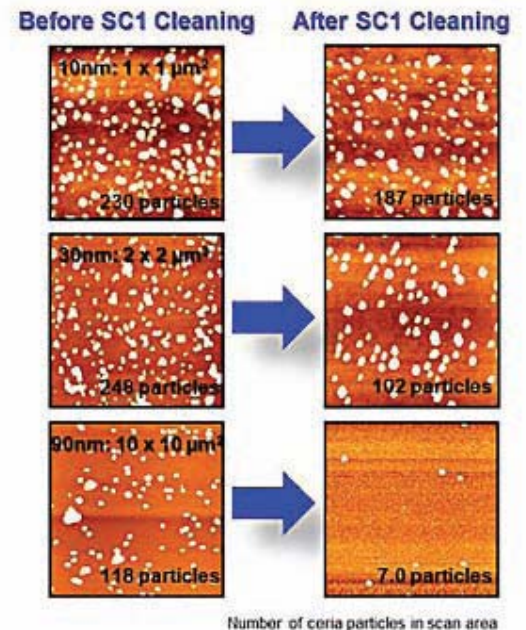 Before SC1 Cleaning
After SC1 Cleaning
10nm: 1 x 1 µm²
230 particles
187 particles
30nm: 2 x 2 µm²
248 particles
102 particles
90nm: 10 x 10 µm²
118 particles
7.0 particles
Number of ceria particles in scan area